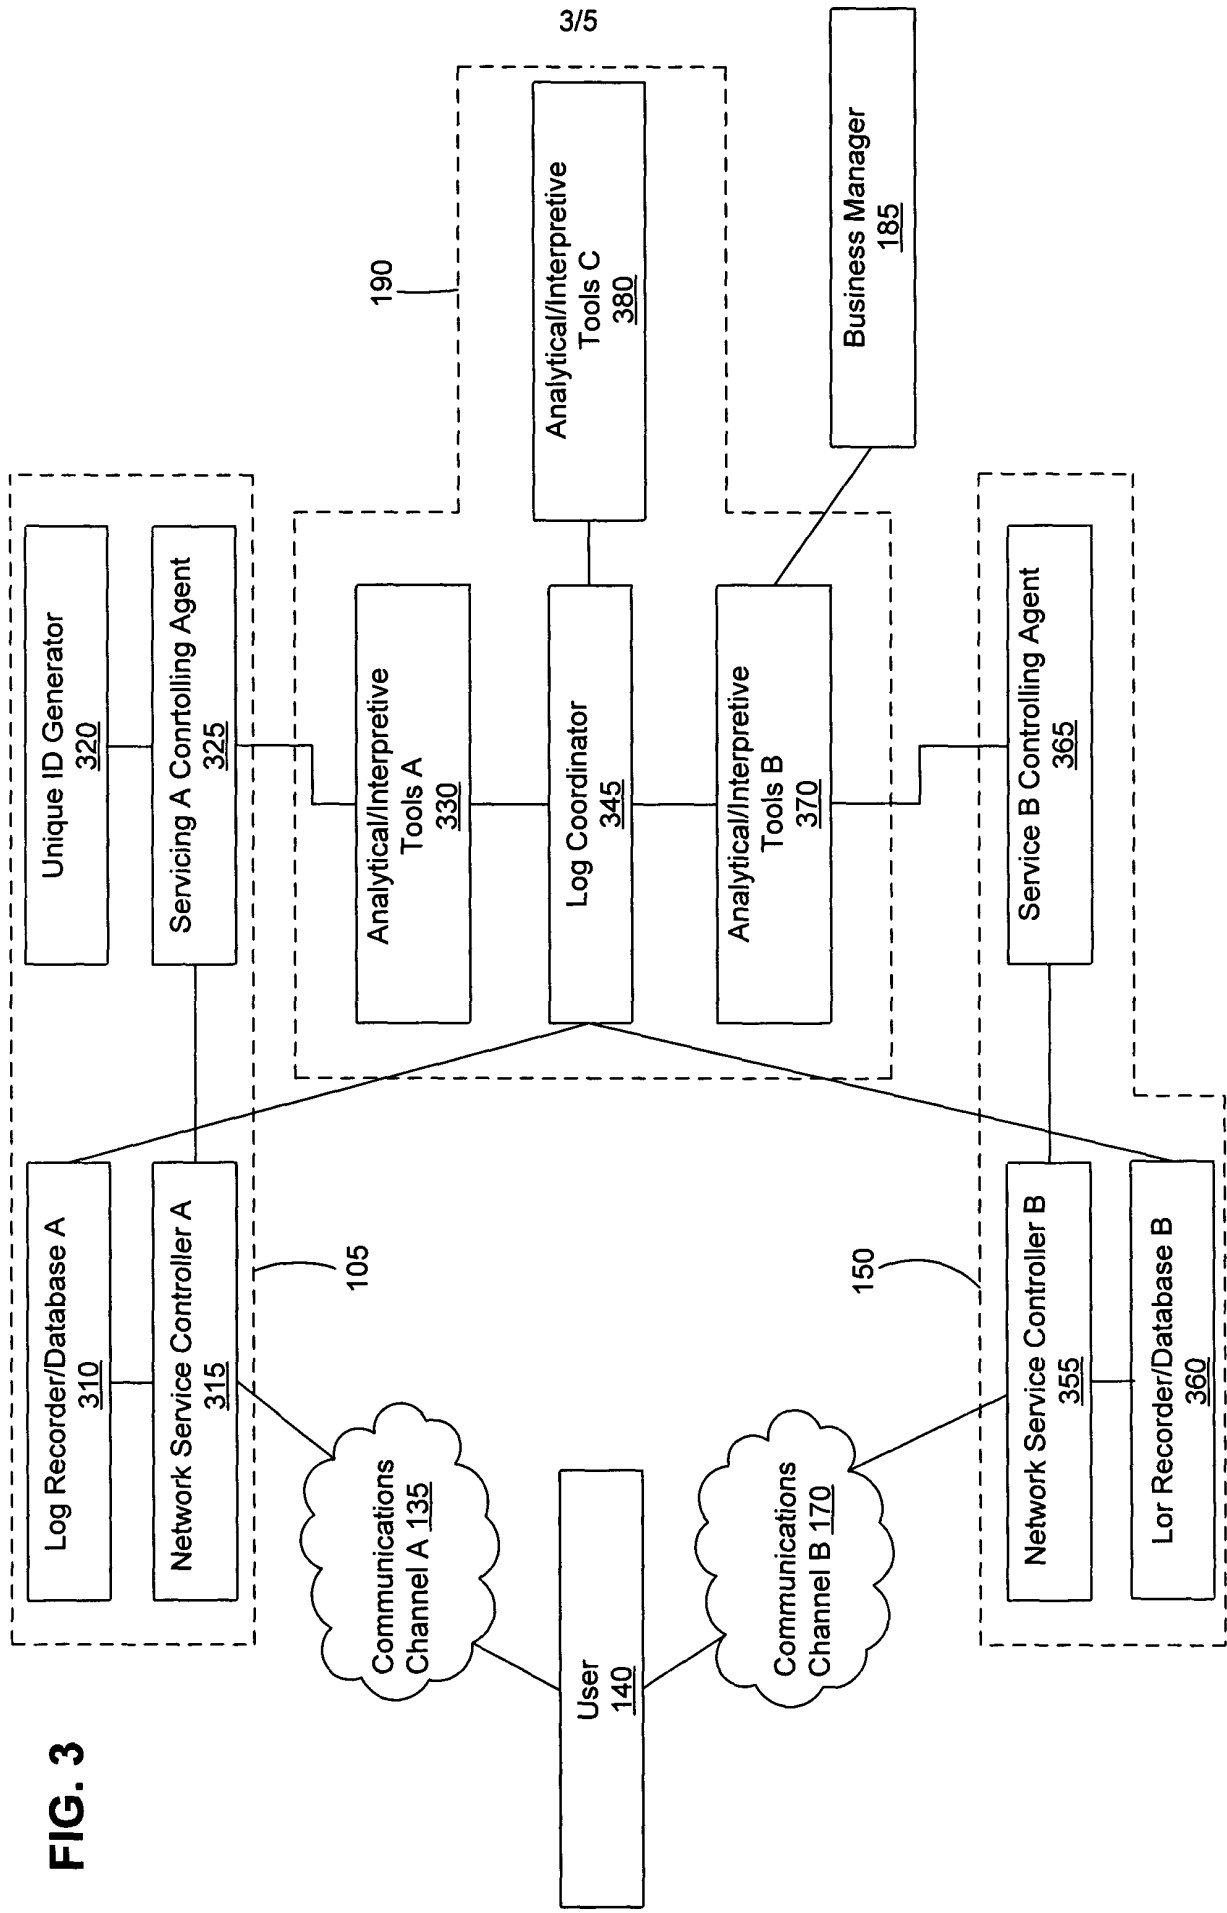 3/5
FIG. 3
Log Recorder/Database A
310
Network Service Controller A
315
Unique ID Generator
320
Servicing A Conrtolling Agent
325
105
190
Communications
Channel A 135
User
140
Communications
Channel B 170
Analytical/Interpretive
Tools A
330
Log Coordinator
345
Analytical/Interpretive
Tools B
370
Analytical/Interpretive
Tools C
380
Business Manager
185
150
Network Service Controller B
355
Lor Recorder/Database B
360
Service B Controlling Agent
365